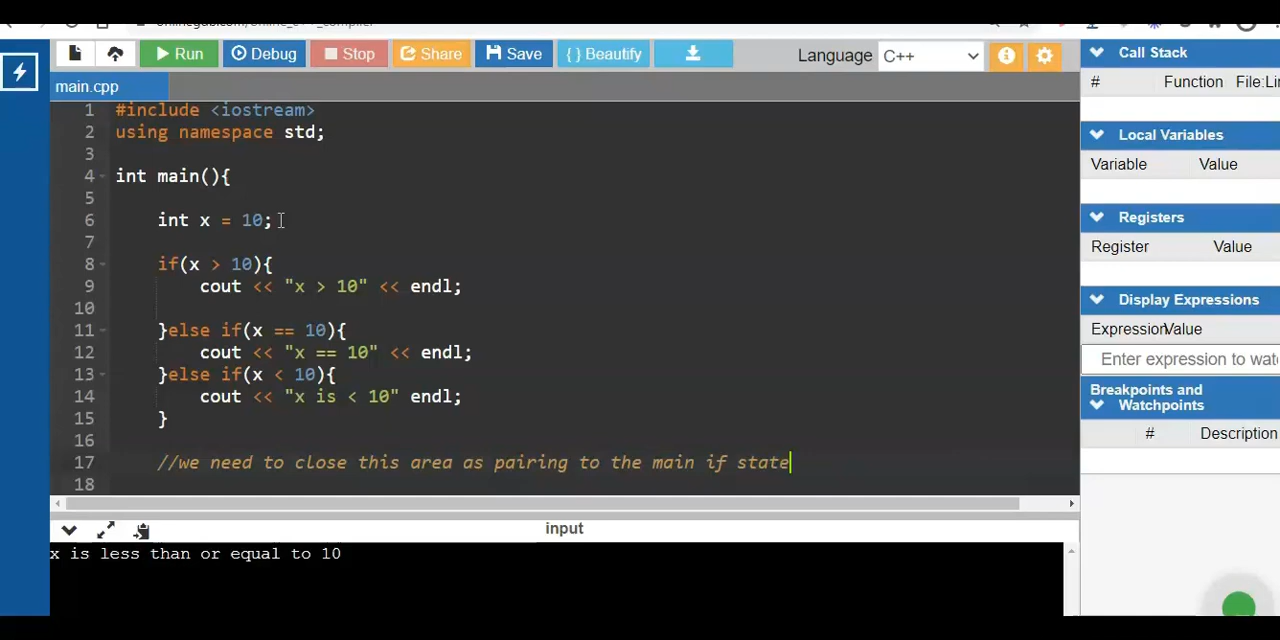 Run Debug Stop Share Save { } Beautify Language C++
main.cpp
1 #include <iostream>
2 using namespace std;
3
4 int main(){
5
6 int x = 10;
7
8 if(x > 10){
9 cout << "x > 10" << endl;
10
11 }else if(x == 10){
12 cout << "x == 10" << endl;
13 }else if(x < 10){
14 cout << "x is < 10" endl;
15 }
16
17 //we need to close this area as pairing to the main if state
18
input
x is less than or equal to 10
Call Stack
# Function File:Lin
Local Variables
Variable Value
Registers
Register Value
Display Expressions
Expression Value
Enter expression to wat
Breakpoints and
Watchpoints
# Description